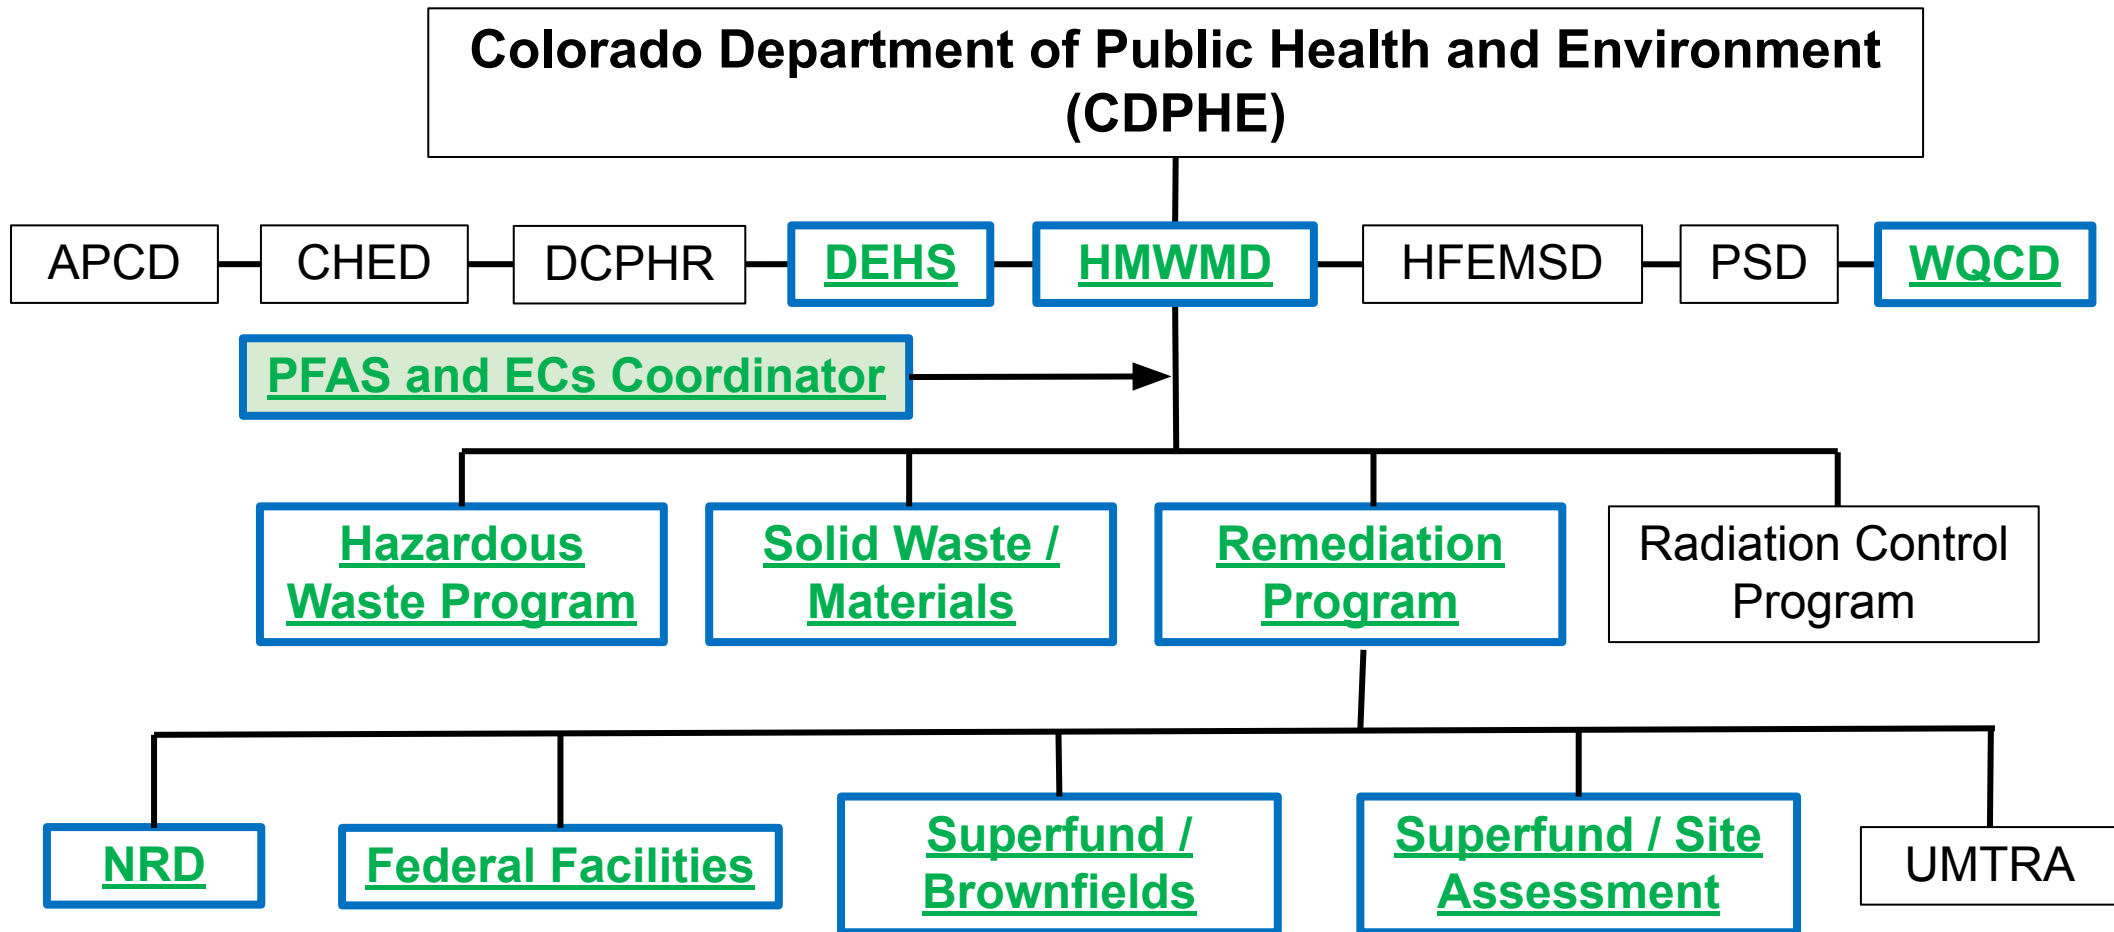 Colorado Department of Public Health and Environment
(CDPHE)
APCD
CHED
DCPHR
DEHS
HMWMD
HFEMSD
PSD
WQCD
PFAS and ECs Coordinator
Hazardous
Waste Program
Solid Waste /
Materials
Remediation
Program
Radiation Control
Program
NRD
Federal Facilities
Superfund /
Brownfields
Superfund / Site
Assessment
UMTRA